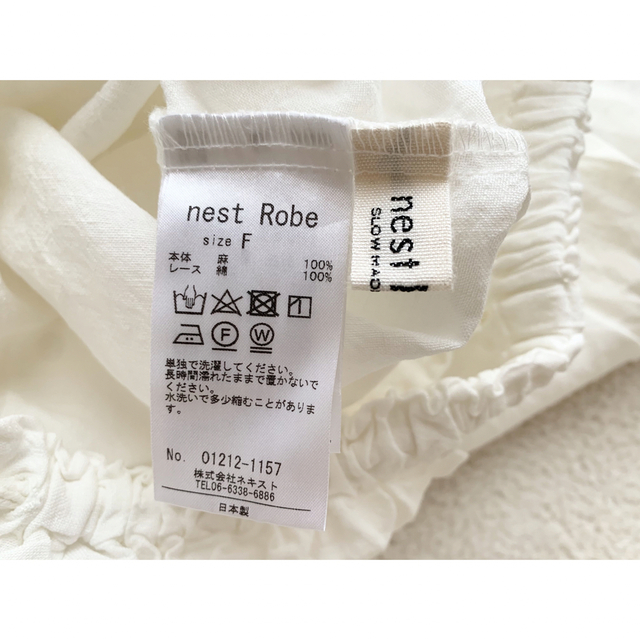 nest Robe
size F
本体 麻 100%
レース 綿 100%
F W
単独で洗濯してください。
長時間濡れたままで置かないで
ください。
水洗いで多少縮むことがありま
す。
No. 01212-1157
株式会社ネキスト
TEL06-6338-6886
日本製
nest
SLOW MADE